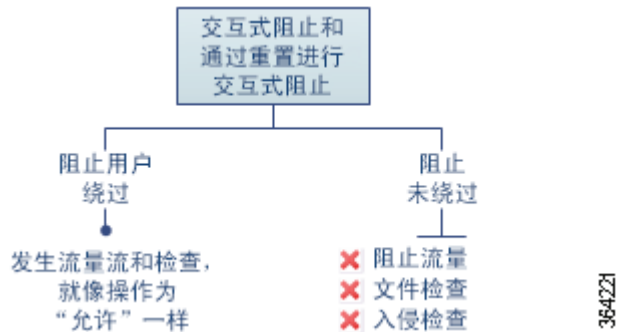 交互式阻止和
通过重置进行
交互式阻止
阻止用户
绕过
阻止
未绕过
发生流量流和检查，
就像操作为
“允许”一样
阻止流量
文件检查
入侵检查
364221